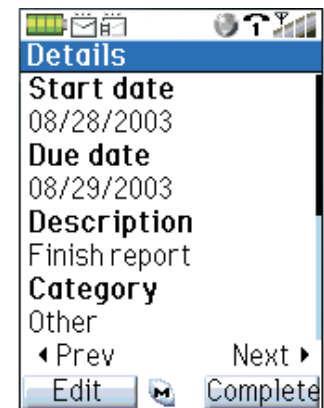 Details
Start date
08/28/2003
Due date
08/29/2003
Description
Finish report
Category
Other
Prev Next
Edit M Complete